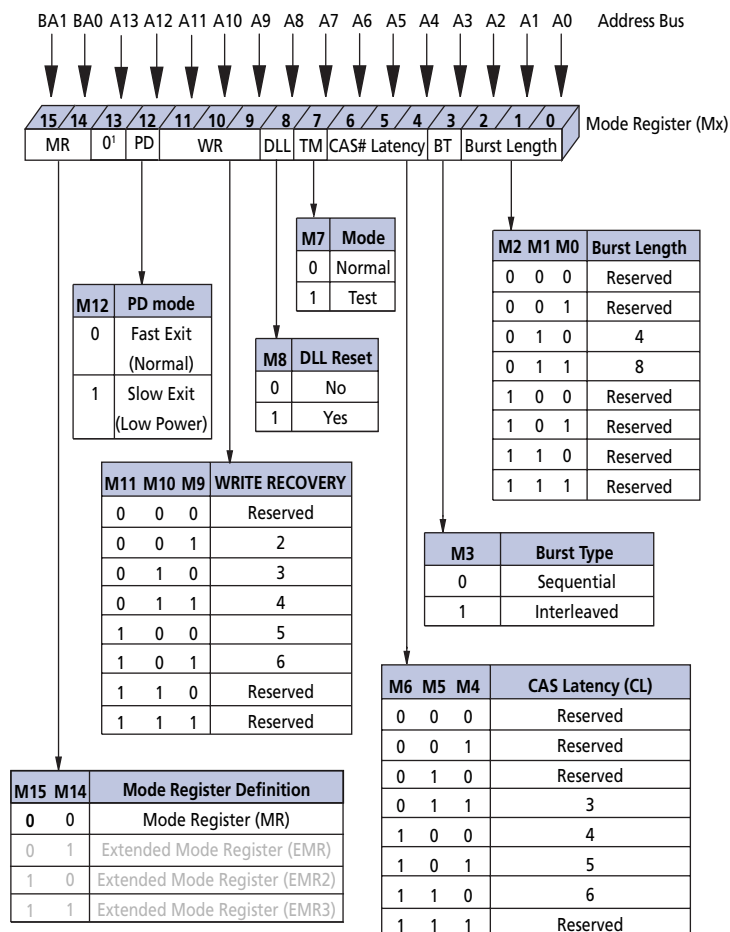 BA1 BA0 A13 A12 A11 A10 A9 A8 A7 A6 A5 A4 A3 A2 A1 A0 Address Bus
15 14 13 12 11 10 9 8 7 6 5 4 3 2 1 0 Mode Register (Mx)
MR 0¹ PD WR DLL TM CAS# Latency BT Burst Length
M7 Mode
0 Normal
1 Test
M2 M1 M0 Burst Length
0 0 0 Reserved
0 0 1 Reserved
0 1 0 4
0 1 1 8
1 0 0 Reserved
1 0 1 Reserved
1 1 0 Reserved
1 1 1 Reserved
M12 PD mode
0 Fast Exit
(Normal)
1 Slow Exit
(Low Power)
M8 DLL Reset
0 No
1 Yes
M11 M10 M9 WRITE RECOVERY
0 0 0 Reserved
0 0 1 2
0 1 0 3
0 1 1 4
1 0 0 5
1 0 1 6
1 1 0 Reserved
1 1 1 Reserved
M3 Burst Type
0 Sequential
1 Interleaved
M6 M5 M4 CAS Latency (CL)
0 0 0 Reserved
0 0 1 Reserved
0 1 0 Reserved
0 1 1 3
1 0 0 4
1 0 1 5
1 1 0 6
1 1 1 Reserved
M15 M14 Mode Register Definition
0 0 Mode Register (MR)
0 1 Extended Mode Register (EMR)
1 0 Extended Mode Register (EMR2)
1 1 Extended Mode Register (EMR3)